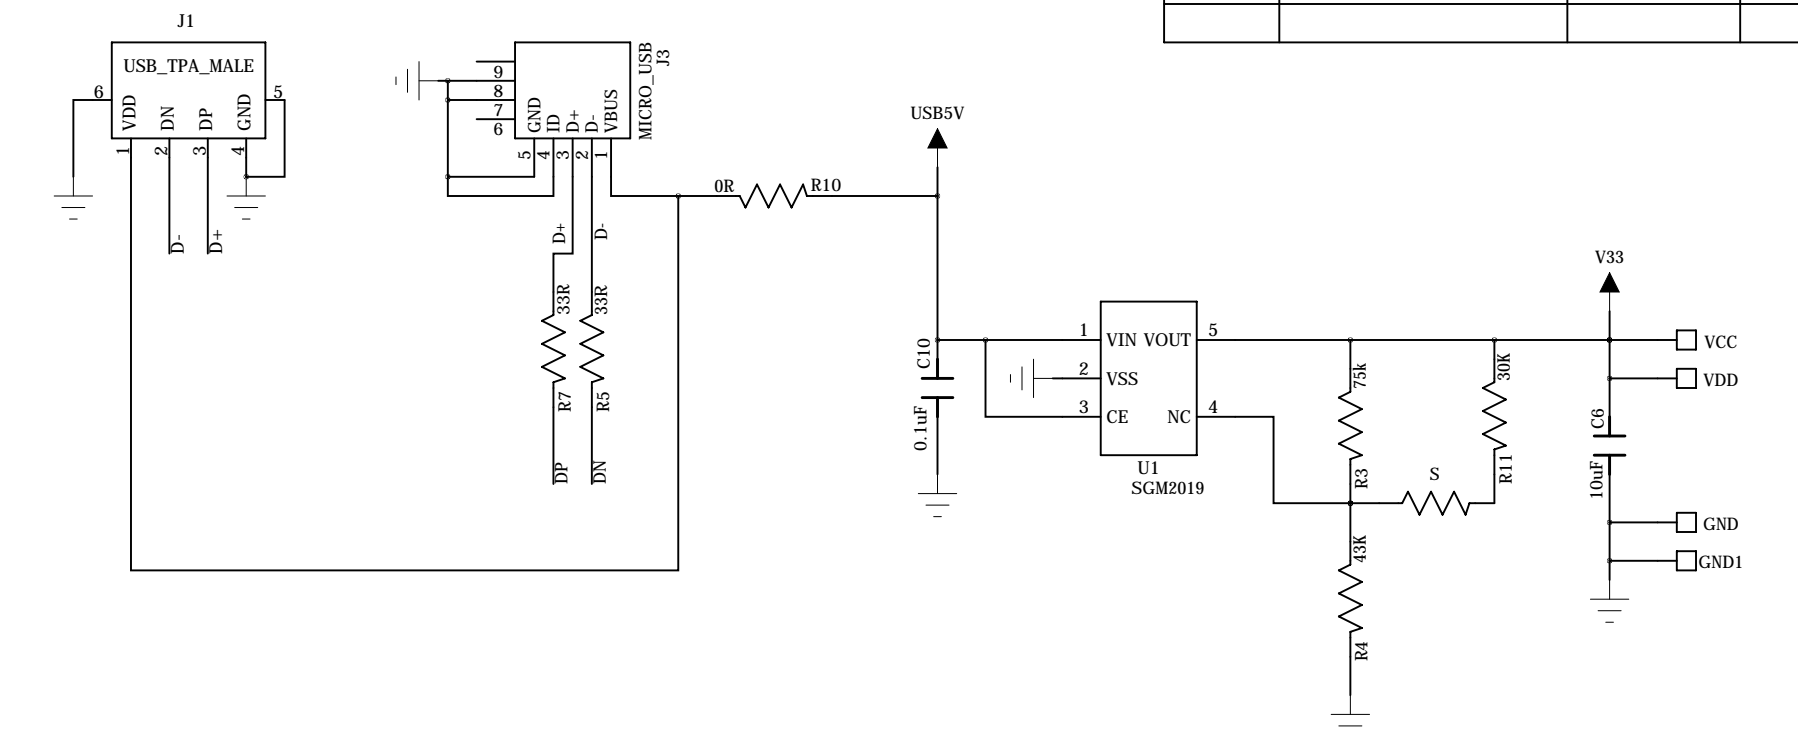 J1
USB_TPA_MALE
6
5
VDD
DN
DP
GND
1
2
3
4
D-
D+
J3
MICRO_USB
9
8
7
6
GND
ID
D+
D-
VBUS
5
4
3
2
1
D+
D-
33R
33R
R7
R5
DP
DN
0R
R10
USB5V
C10
0.1uF
1
VIN
VOUT
5
2
VSS
3
CE
NC
4
U1
SGM2019
75k
R3
30K
R11
S
43K
R4
V33
VCC
VDD
C6
10uF
GND
GND1